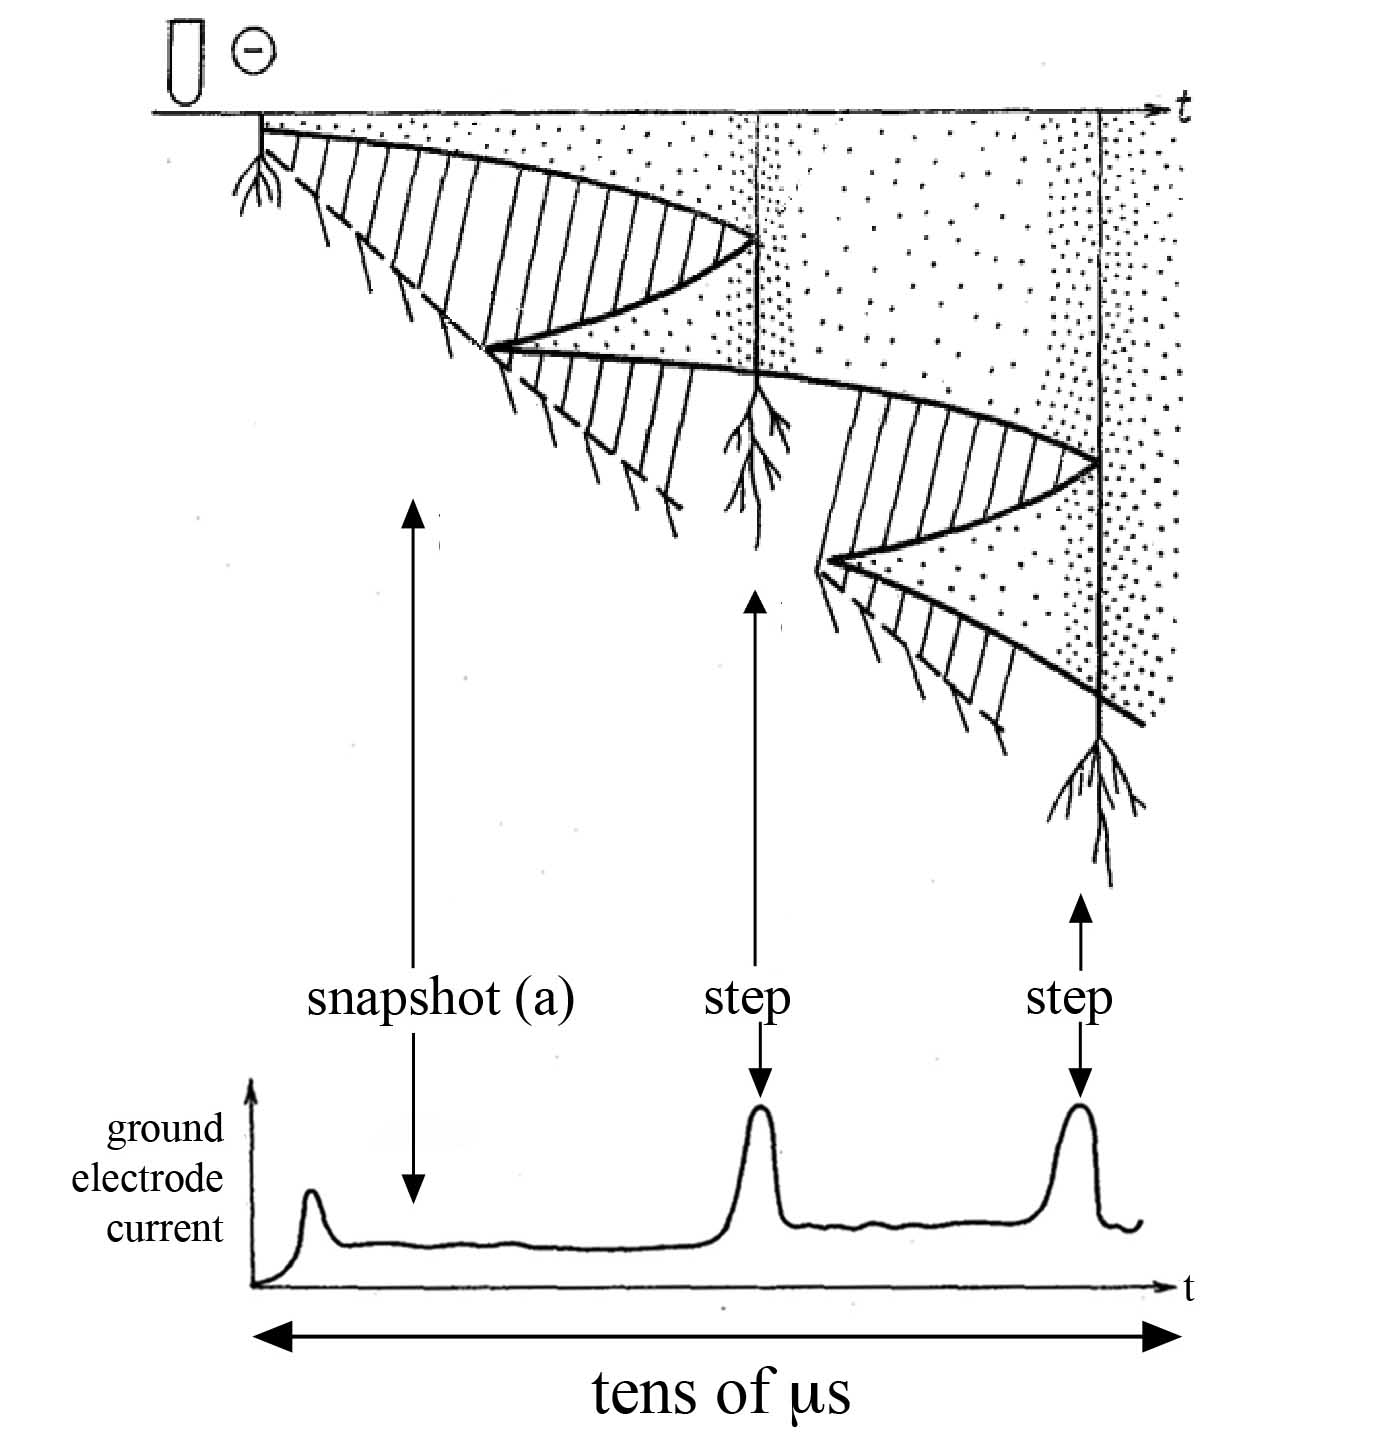 −
t
snapshot (a)
step
step
ground
electrode
current
t
tens of μs